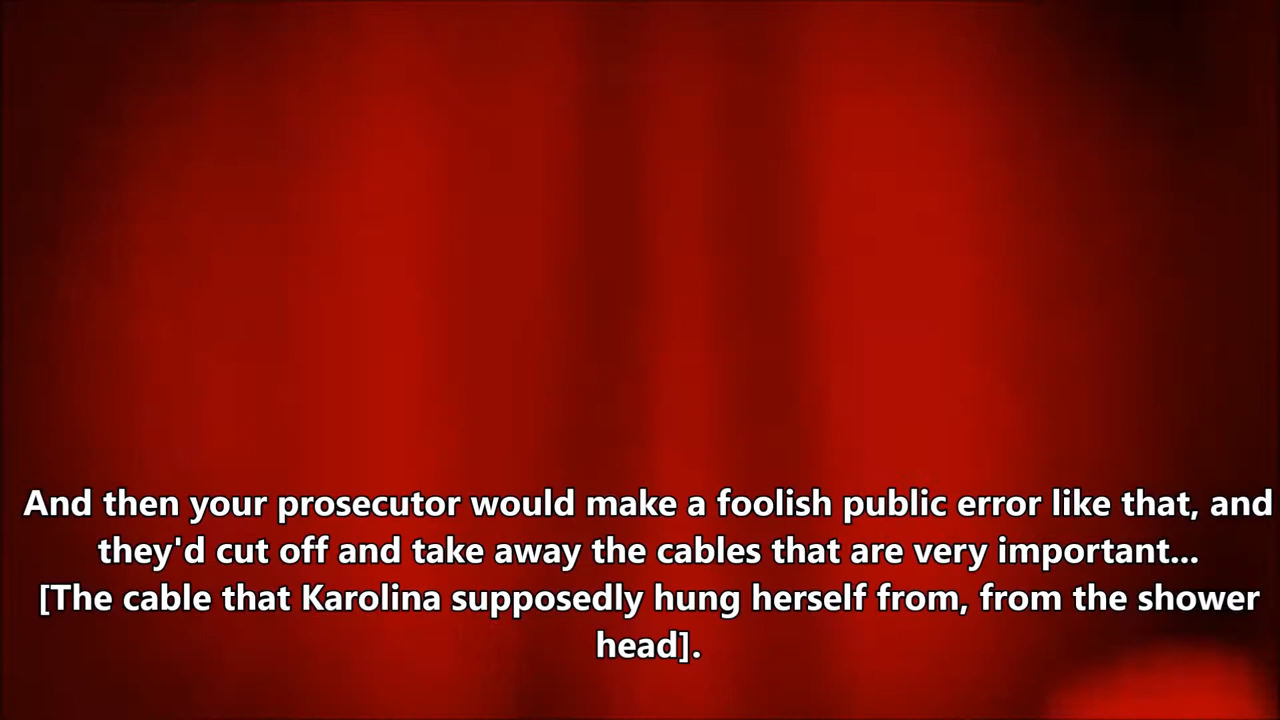 And then your prosecutor would make a foolish public error like that, and
they'd cut off and take away the cables that are very important...
[The cable that Karolina supposedly hung herself from, from the shower
head].